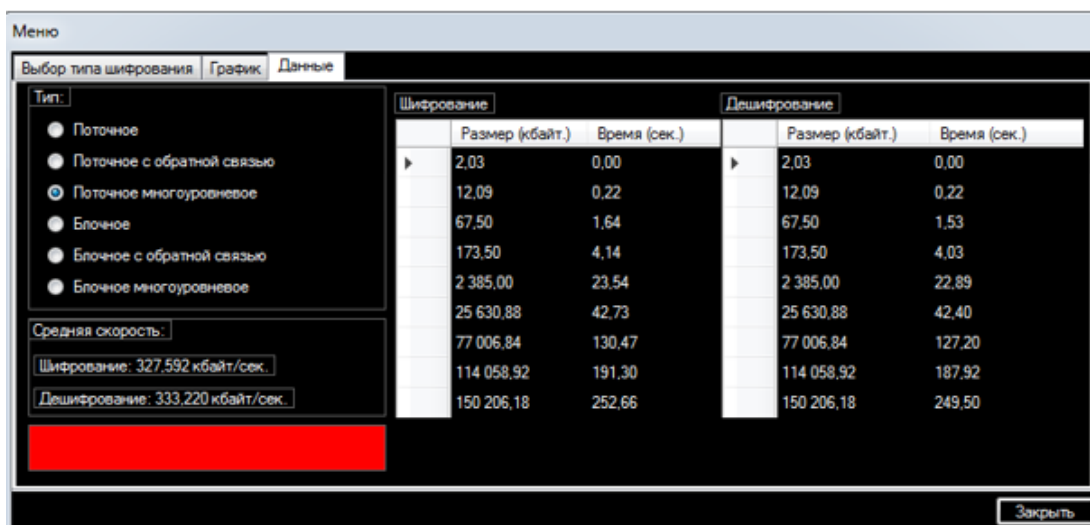 Меню
Выбор типа шифрования График Данные
Тип:
Поточное
Поточное с обратной связью
Поточное многоуровневое
Блочное
Блочное с обратной связью
Блочное многоуровневое
Средняя скорость:
Шифрование: 327,592 кбайт/сек.
Дешифрование: 333,220 кбайт/сек.
Шифрование
Размер (кбайт.) Время (сек.)
2,03 0,00
12,09 0,22
67,50 1,64
173,50 4,14
2 385,00 23,54
25 630,88 42,73
77 006,84 130,47
114 058,92 191,30
150 206,18 252,66
Дешифрование
Размер (кбайт.) Время (сек.)
2,03 0,00
12,09 0,22
67,50 1,53
173,50 4,03
2 385,00 22,89
25 630,88 42,40
77 006,84 127,20
114 058,92 187,92
150 206,18 249,50
Закрыть